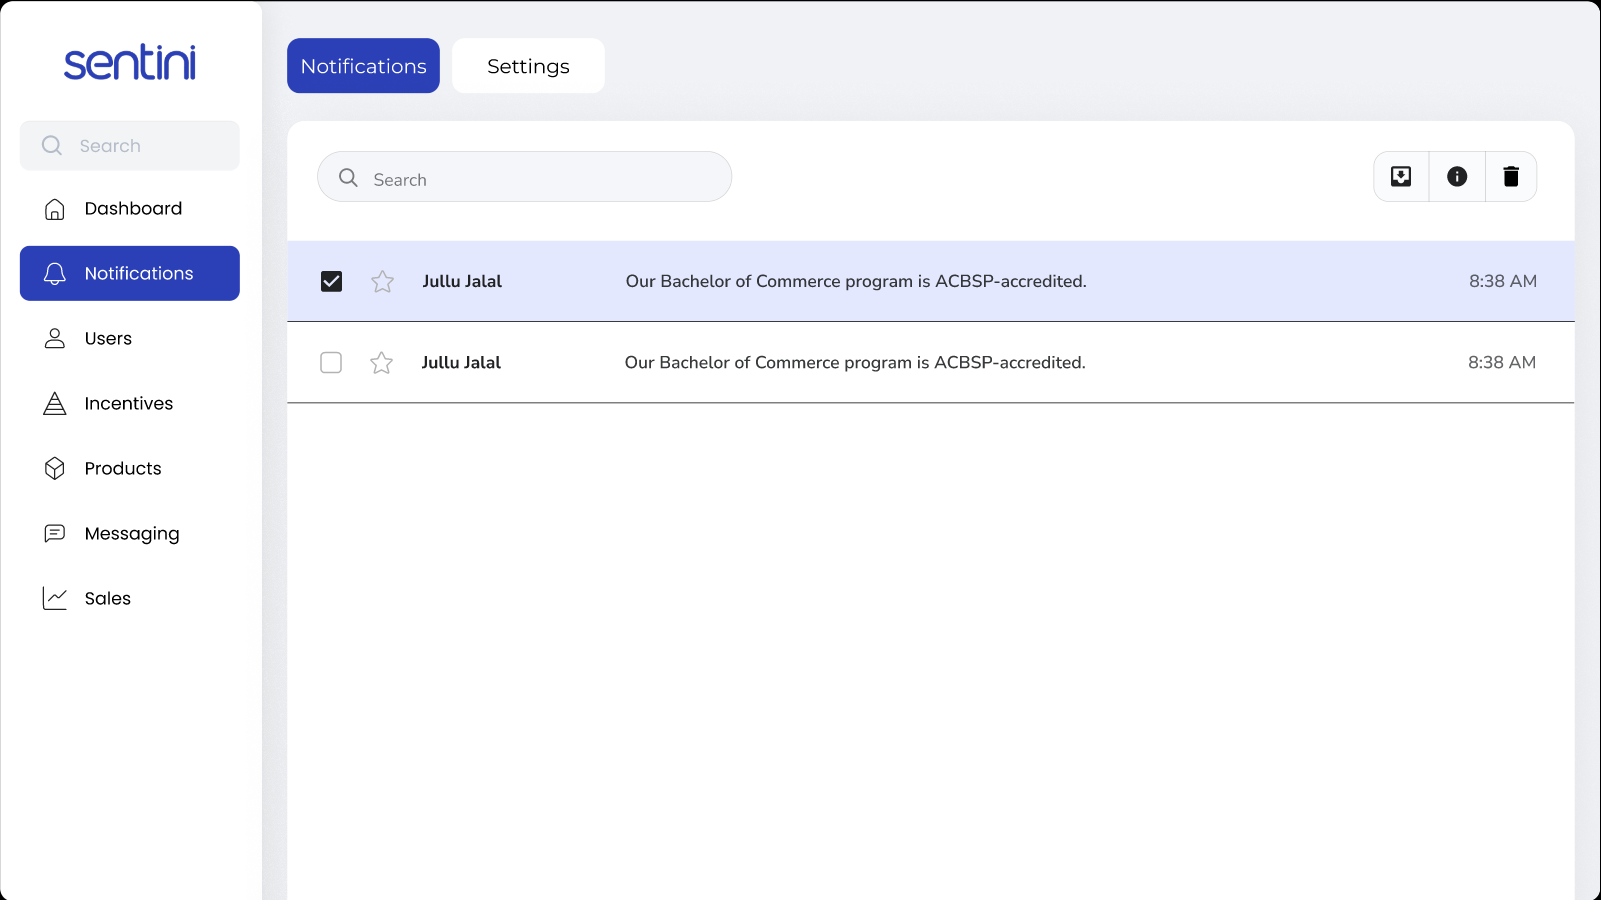 sentini
Search
Dashboard
Notifications
Users
Incentives
Products
Messaging
Sales
Notifications
Settings
Search
Jullu Jalal Our Bachelor of Commerce program is ACBSP-accredited. 8:38 AM
Jullu Jalal Our Bachelor of Commerce program is ACBSP-accredited. 8:38 AM